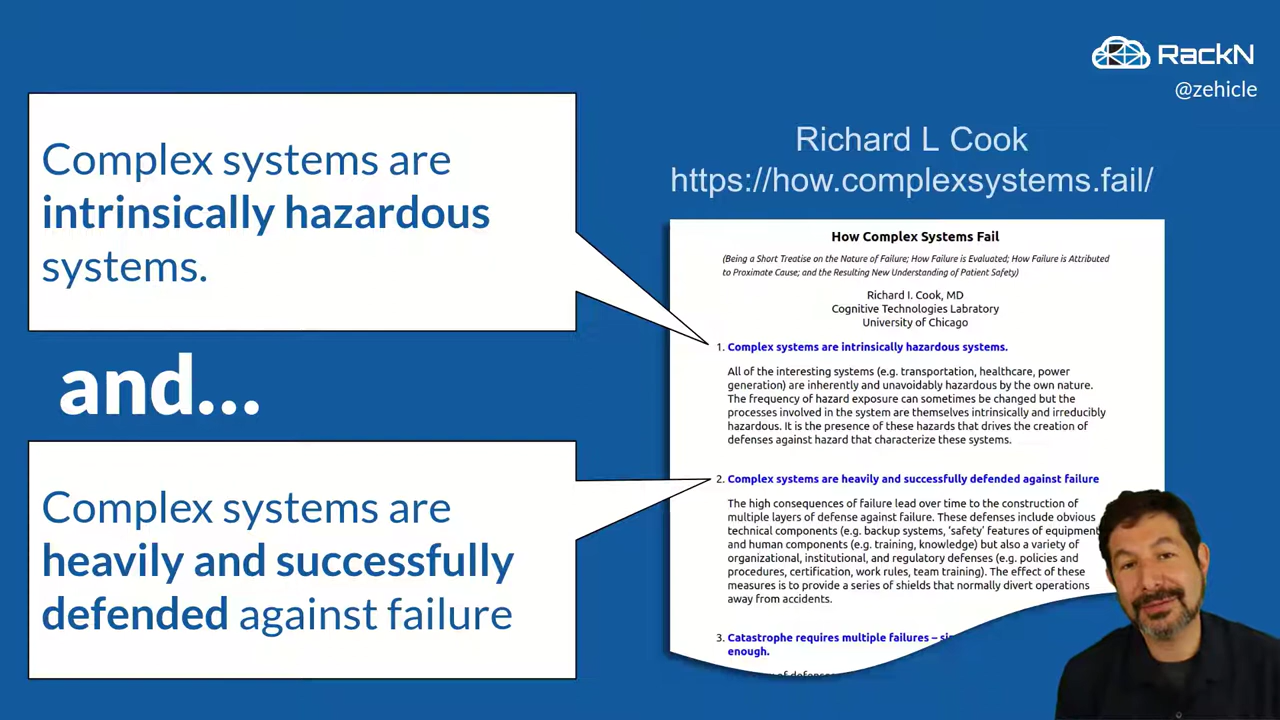 RackN
@zehicle
Complex systems are
intrinsically hazardous
systems.
and...
Complex systems are
heavily and successfully
defended against failure
Richard L Cook
https://how.complexsystems.fail/
How Complex Systems Fail
(Being a Short Treatise on the Nature of Failure; How Failure is Evaluated; How Failure is Attributed
to Proximate Cause; and the Resulting New Understanding of Patient Safety)
Richard I. Cook, MD
Cognitive Technologies Labratory
University of Chicago
1. Complex systems are intrinsically hazardous systems.
All of the interesting systems (e.g. transportation, healthcare, power
generation) are inherently and unavoidably hazardous by the own nature.
The frequency of hazard exposure can sometimes be changed but the
processes involved in the system are themselves intrinsically and irreducibly
hazardous. It is the presence of these hazards that drives the creation of
defenses against hazard that characterize these systems.
2. Complex systems are heavily and successfully defended against failure
The high consequences of failure lead over time to the construction of
multiple layers of defense against failure. These defenses include obvious
technical components (e.g. backup systems, ‘safety’ features of equipment
and human components (e.g. training, knowledge) but also a variety of
organizational, institutional, and regulatory defenses (e.g. policies and
procedures, certification, work rules, team training). The effect of these
measures is to provide a series of shields that normally divert operations
away from accidents.
3. Catastrophe requires multiple failures –
enough.